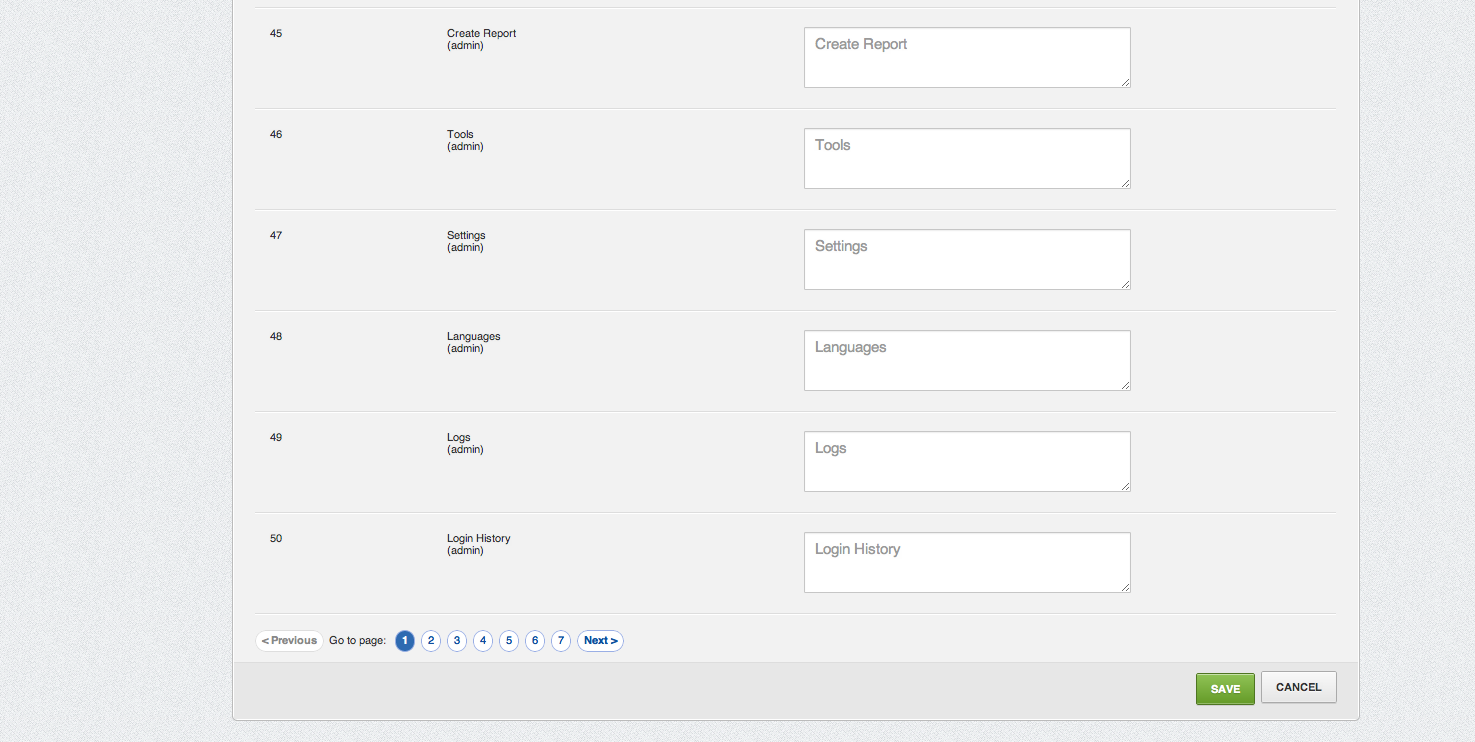 45 Create Report Create Report
(admin)
46 Tools Tools
(admin)
47 Settings Settings
(admin)
48 Languages Languages
(admin)
49 Logs Logs
(admin)
50 Login History Login History
(admin)
< Previous Go to page: 1 2 3 4 5 6 7 Next >
SAVE CANCEL